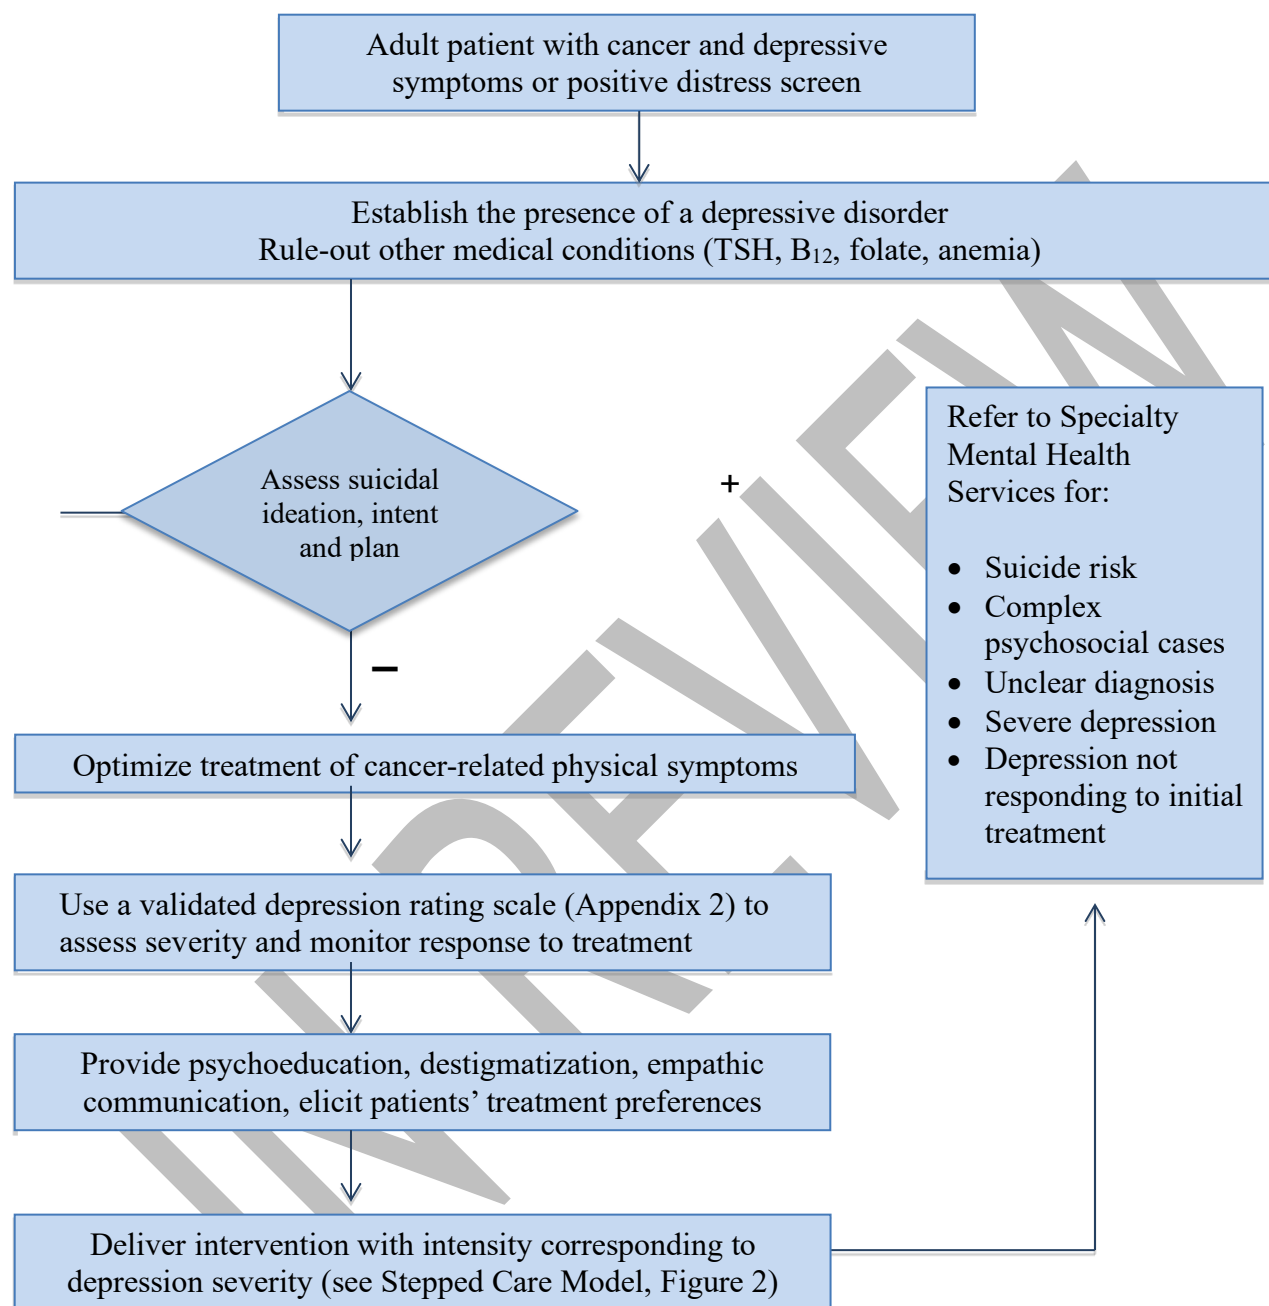 Adult patient with cancer and depressive
symptoms or positive distress screen
Establish the presence of a depressive disorder
Rule-out other medical conditions (TSH, B₁₂, folate, anemia)
Assess suicidal
ideation, intent
and plan
+
–
Refer to Specialty
Mental Health
Services for:
• Suicide risk
• Complex
psychosocial cases
• Unclear diagnosis
• Severe depression
• Depression not
responding to initial
treatment
Optimize treatment of cancer-related physical symptoms
Use a validated depression rating scale (Appendix 2) to
assess severity and monitor response to treatment
Provide psychoeducation, destigmatization, empathic
communication, elicit patients’ treatment preferences
Deliver intervention with intensity corresponding to
depression severity (see Stepped Care Model, Figure 2)
IN REVIEW